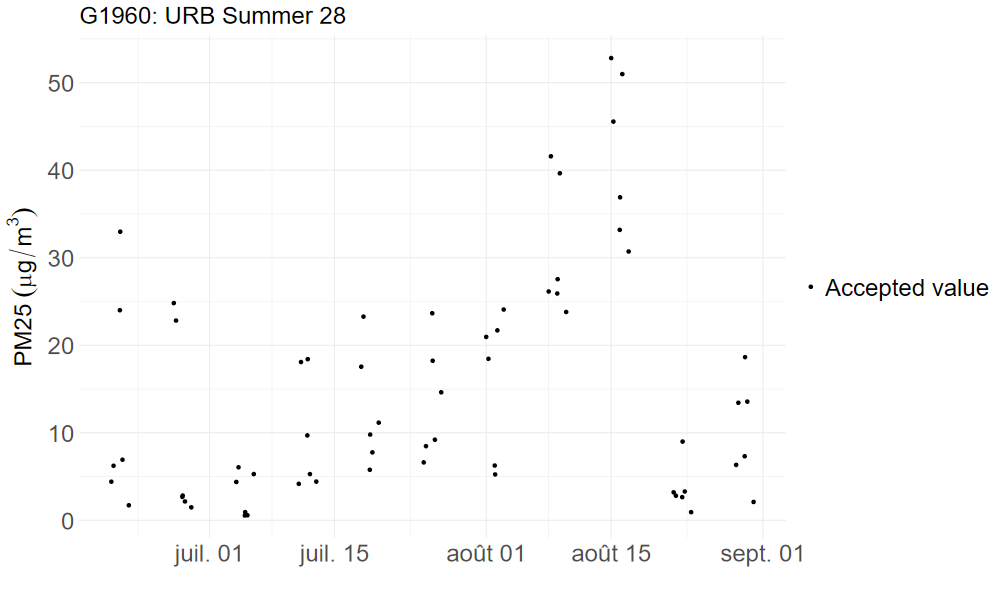 G1960: URB Summer 28
PM25 (μg/m³)
50
40
30
20
10
0
juil. 01 juil. 15 août 01 août 15 sept. 01
Accepted value